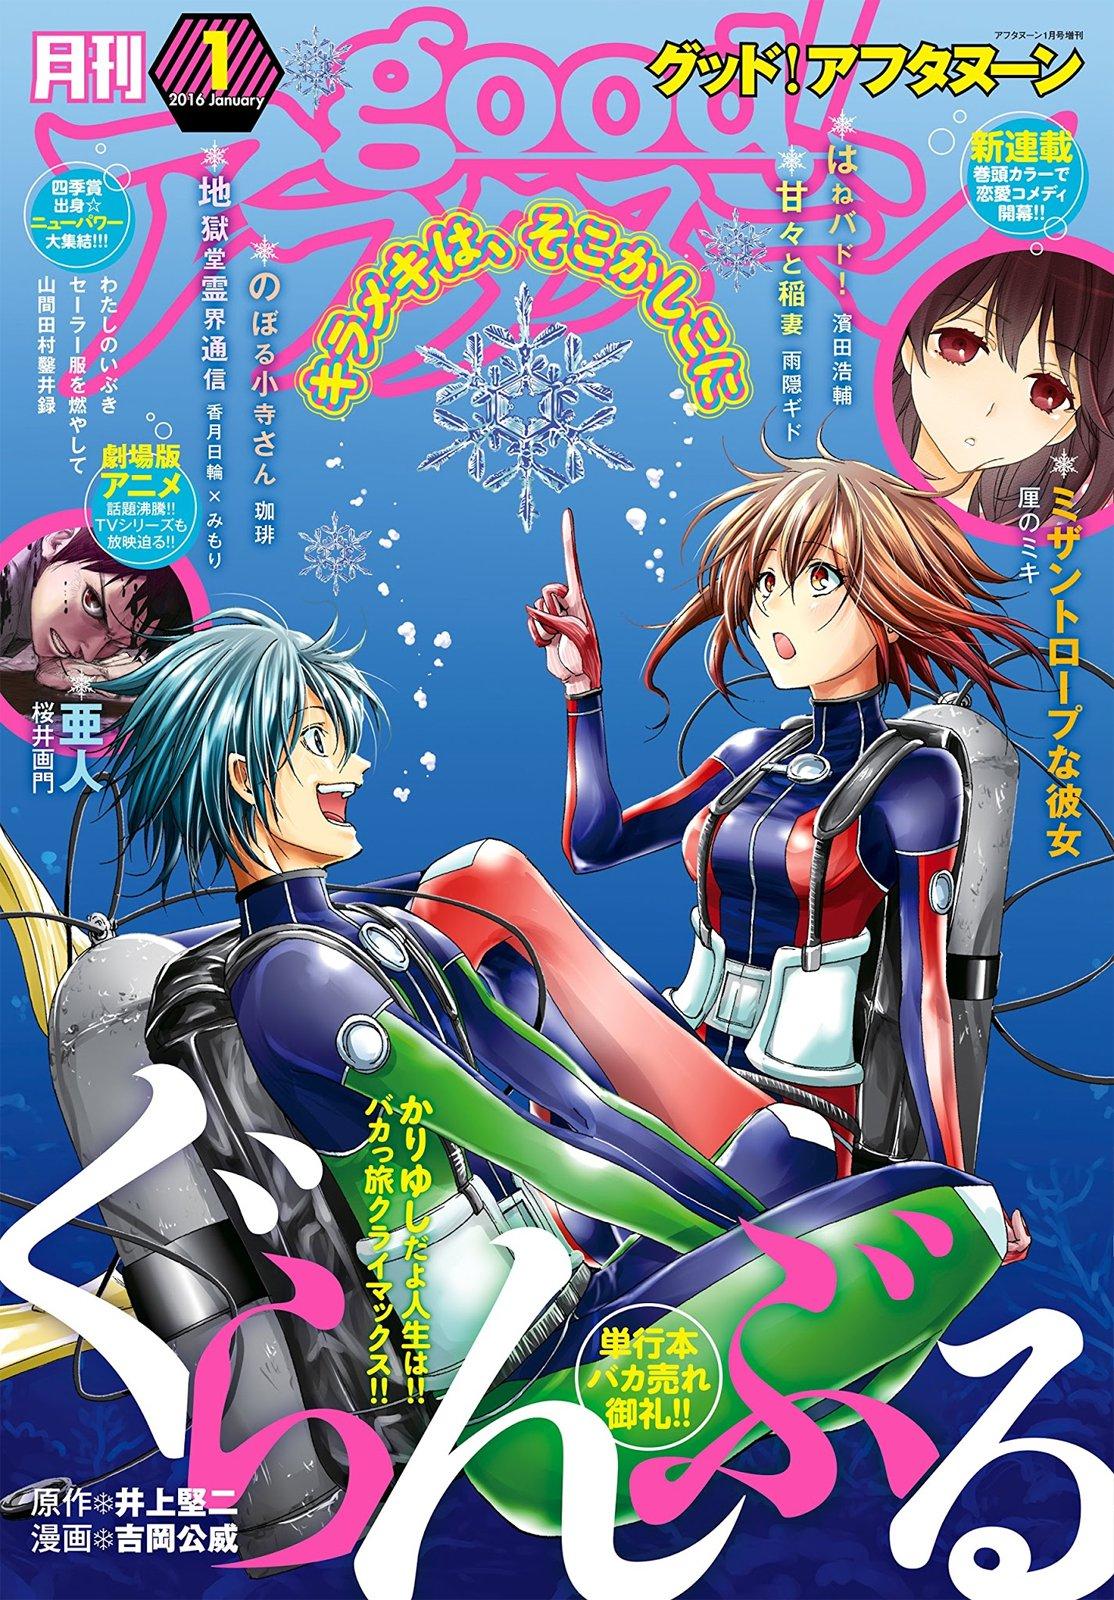 月刊
1
2016 January
good!
アフタヌーン
アフタヌーン1月号増刊
グッド!アフタヌーン
新連載
巻頭カラーで
恋愛コメディ
開幕!!
ミザントロープな彼女
厘のミキ
はねバド!
濱田浩輔
甘々と稲妻
雨隠ギド
キラメキは、そこかしこに
のぼる小寺さん
珈琲
地獄堂霊界通信
香月日輪×みもり
四季賞
出身☆
ニューパワー
大集結!!!
わたしのいぶき
セーラー服を燃やして
山間田村鑿井録
劇場版
アニメ
話題沸騰!!
TVシリーズも
放映迫る!!
亜人
桜井画門
かりゆしだよ人生は!!
バカっ旅クライマックス!!
単行本
バカ売れ
御礼!!
ぐらんぶる
原作 井上堅二
漫画 吉岡公威